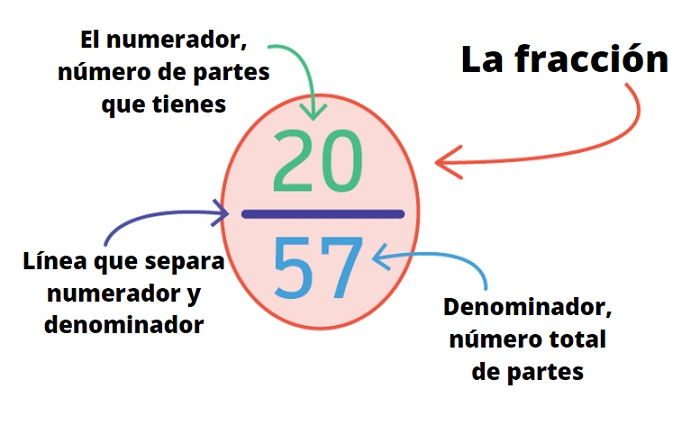 El numerador,
número de partes
que tienes
La fracción
20
57
Línea que separa
numerador y
denominador
Denominador,
número total
de partes